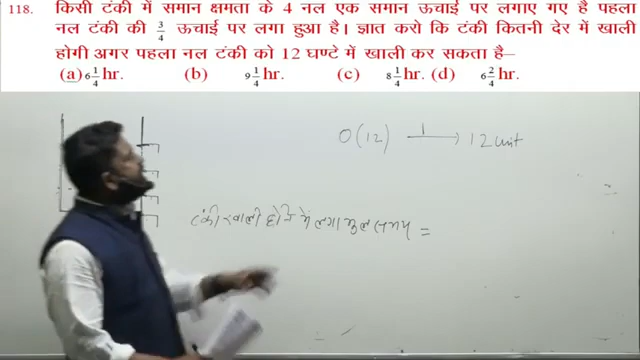 118. किसी टंकी में समान क्षमता के 4 नल एक समान ऊचाई पर लगाए गए है पहला
नल टंकी की 3/4 ऊचाई पर लगा हुआ है। ज्ञात करो कि टंकी कितनी देर में खाली
होगी अगर पहला नल टंकी को 12 घण्टे में खाली कर सकता है–
(a) 6 1/4 hr. (b) 9 1/4 hr. (c) 8 1/4 hr. (d) 6 2/4 hr.
O(12) 1 → 12 unit
टंकी खाली होने में लगा कुल समय =